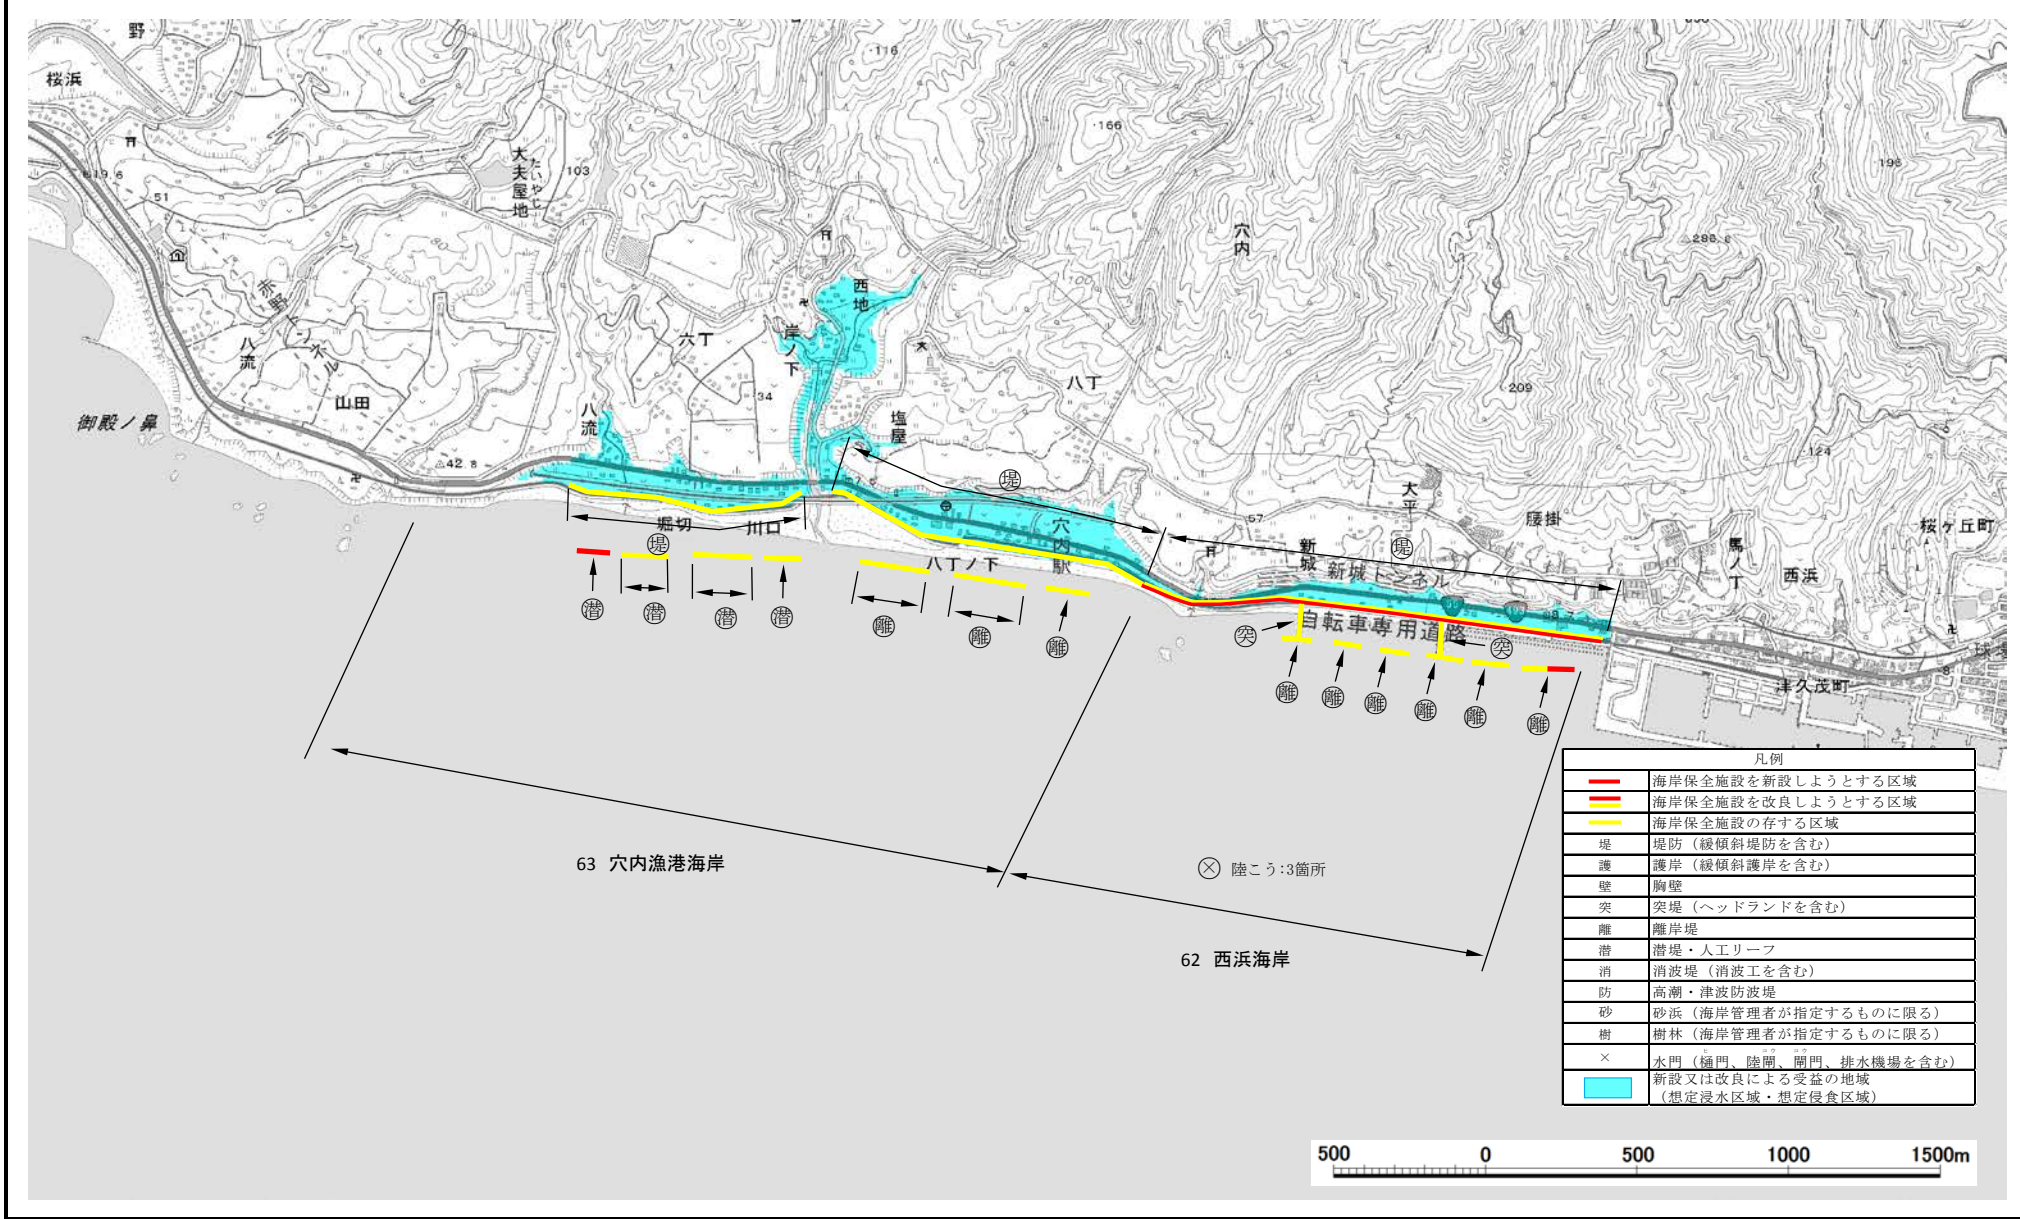 野
桜浜
619.6
51
大夫屋地
たいやじ
103
116
166
196
穴内
286.8
209
124
80
100
200
赤野トンネル
八流
山田
御殿ノ鼻
42.8
六丁
34
岸ノ下
西地
八流
塩屋
八丁
堤
堀切
川口
堤
穴内駅
八丁ノ下
57
新城
新城トンネル
堤
大平
腰掛
馬ノ丁
西浜
桜ヶ丘町
球場
8
津久茂町
自転車専用道路
潜
潜
潜
潜
離
離
離
突
突
離
離
離
離
離
離
63 穴内漁港海岸
62 西浜海岸
× 陸こう:3箇所
凡例
海岸保全施設を新設しようとする区域
海岸保全施設を改良しようとする区域
海岸保全施設の存する区域
堤 堤防（緩傾斜堤防を含む）
護 護岸（緩傾斜護岸を含む）
壁 胸壁
突 突堤（ヘッドランドを含む）
離 離岸堤
潜 潜堤・人工リーフ
消 消波堤（消波工を含む）
防 高潮・津波防波堤
砂 砂浜（海岸管理者が指定するものに限る）
樹 樹林（海岸管理者が指定するものに限る）
× 水門（樋門、陸閘、閘門、排水機場を含む）
新設又は改良による受益の地域
（想定浸水区域・想定侵食区域）
500 0 500 1000 1500m